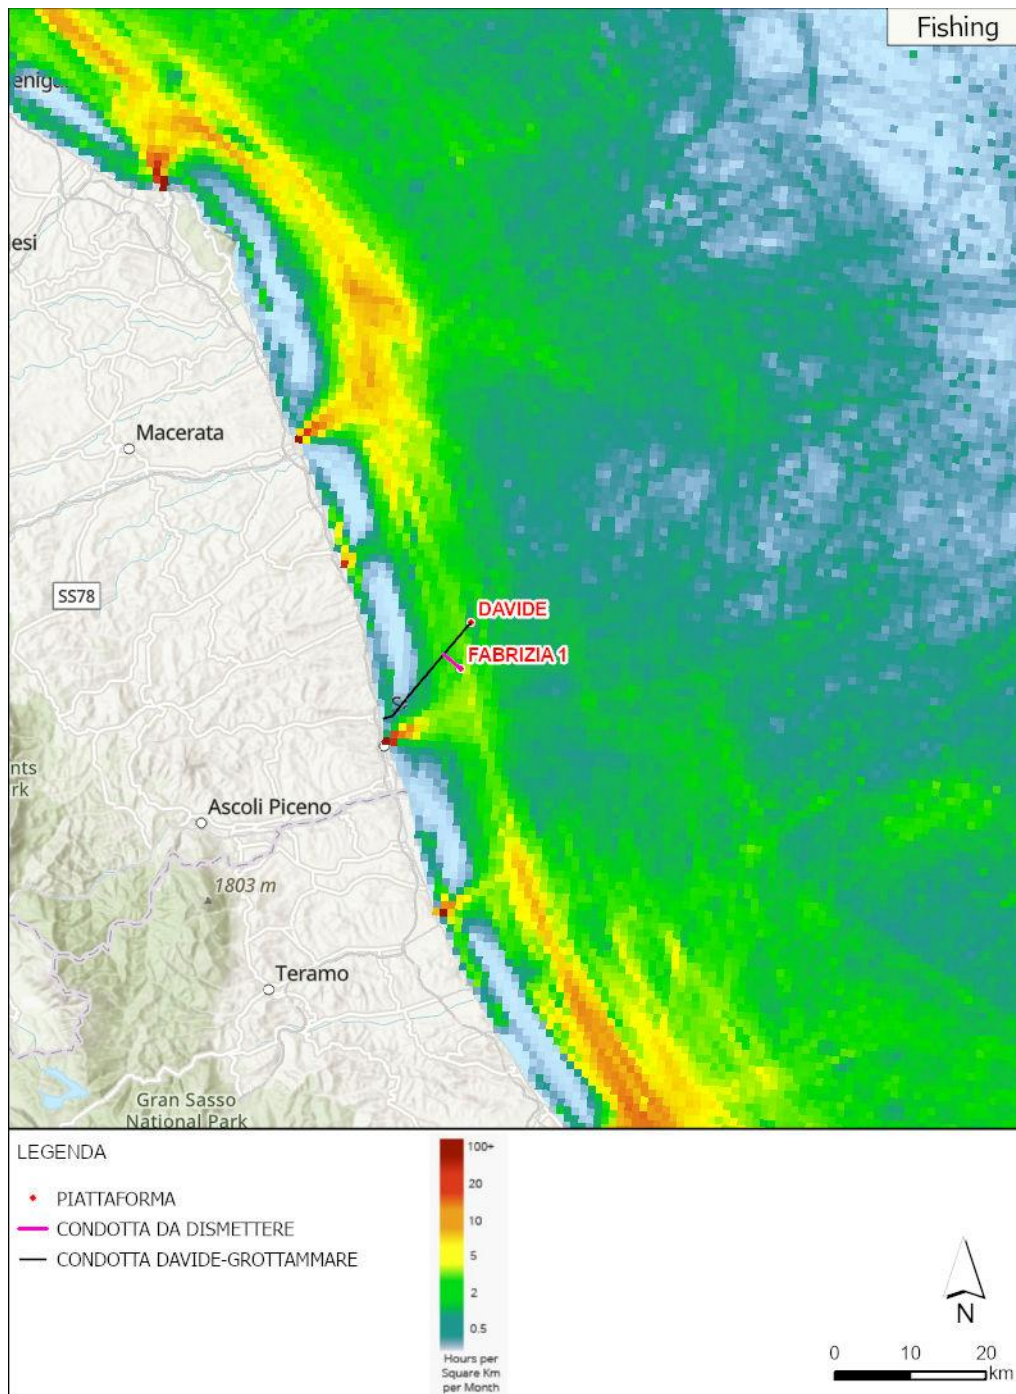 Fishing
enig
esi
Macerata
SS78
DAVIDE
FABRIZIA 1
S
nts
rk
Ascoli Piceno
1803 m
Teramo
Gran Sasso
National Park
LEGENDA
PIATTAFORMA
CONDOTTA DA DISMETTERE
CONDOTTA DAVIDE-GROTTAMMARE
100+
20
10
5
2
0.5
Hours per
Square Km
per Month
N
0 10 20
km